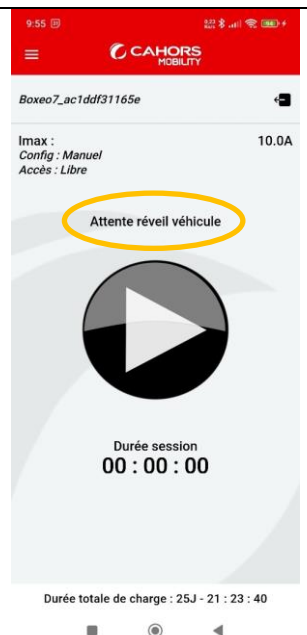 9:55
CAHORS
MOBILITY
Boxeo7_ac1ddf31165e
Imax : 10.0A
Config : Manuel
Accès : Libre
Attente réveil véhicule
Durée session
00 : 00 : 00
Durée totale de charge : 25J - 21 : 23 : 40